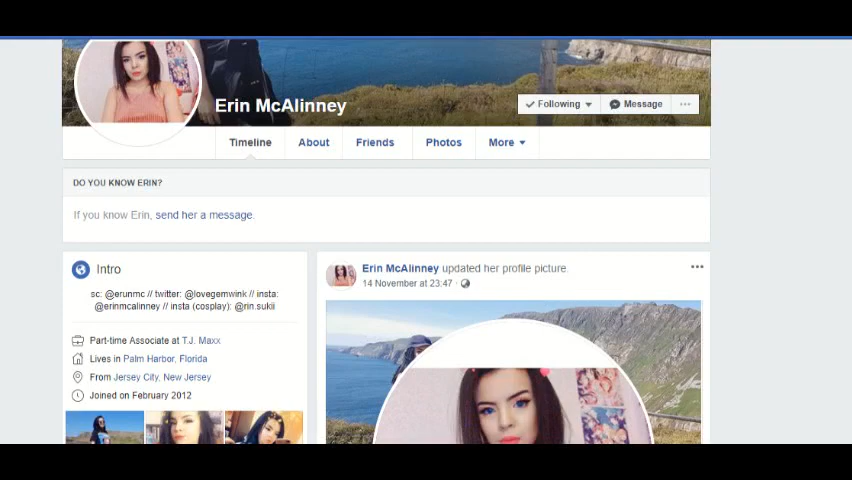 Erin McAlinney
Following
Message
Timeline
About
Friends
Photos
More
DO YOU KNOW ERIN?
If you know Erin, send her a message.
Intro
sc: @erunmc // twitter: @lovegemwink // insta:
@erinmcalinney // insta (cosplay): @rin.sukii
Part-time Associate at T.J. Maxx
Lives in Palm Harbor, Florida
From Jersey City, New Jersey
Joined on February 2012
Erin McAlinney updated her profile picture.
14 November at 23:47 ·